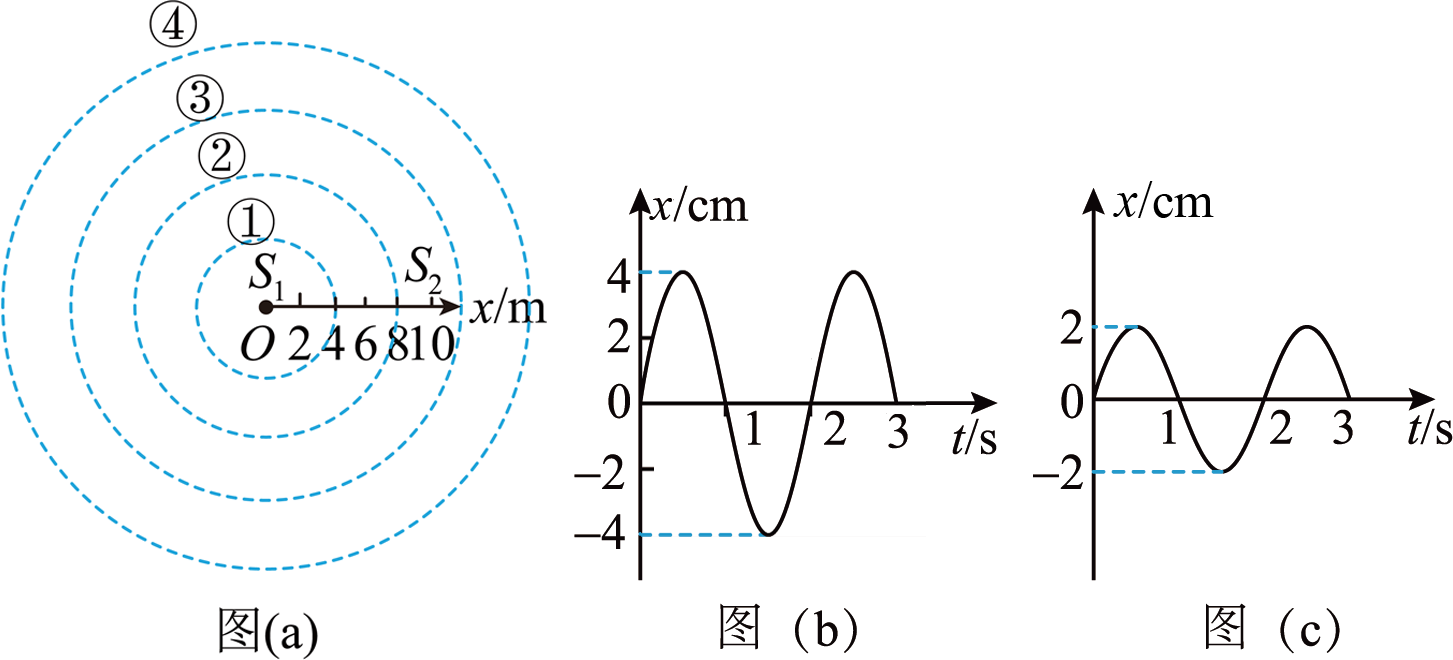 ④
③
②
①
S₁
S₂
O 2 4 6 8 10
x/m
图(a)
x/cm
4
2
0
−2
−4
1 2 3
t/s
图（b）
x/cm
2
0
−2
1 2 3
t/s
图（c）